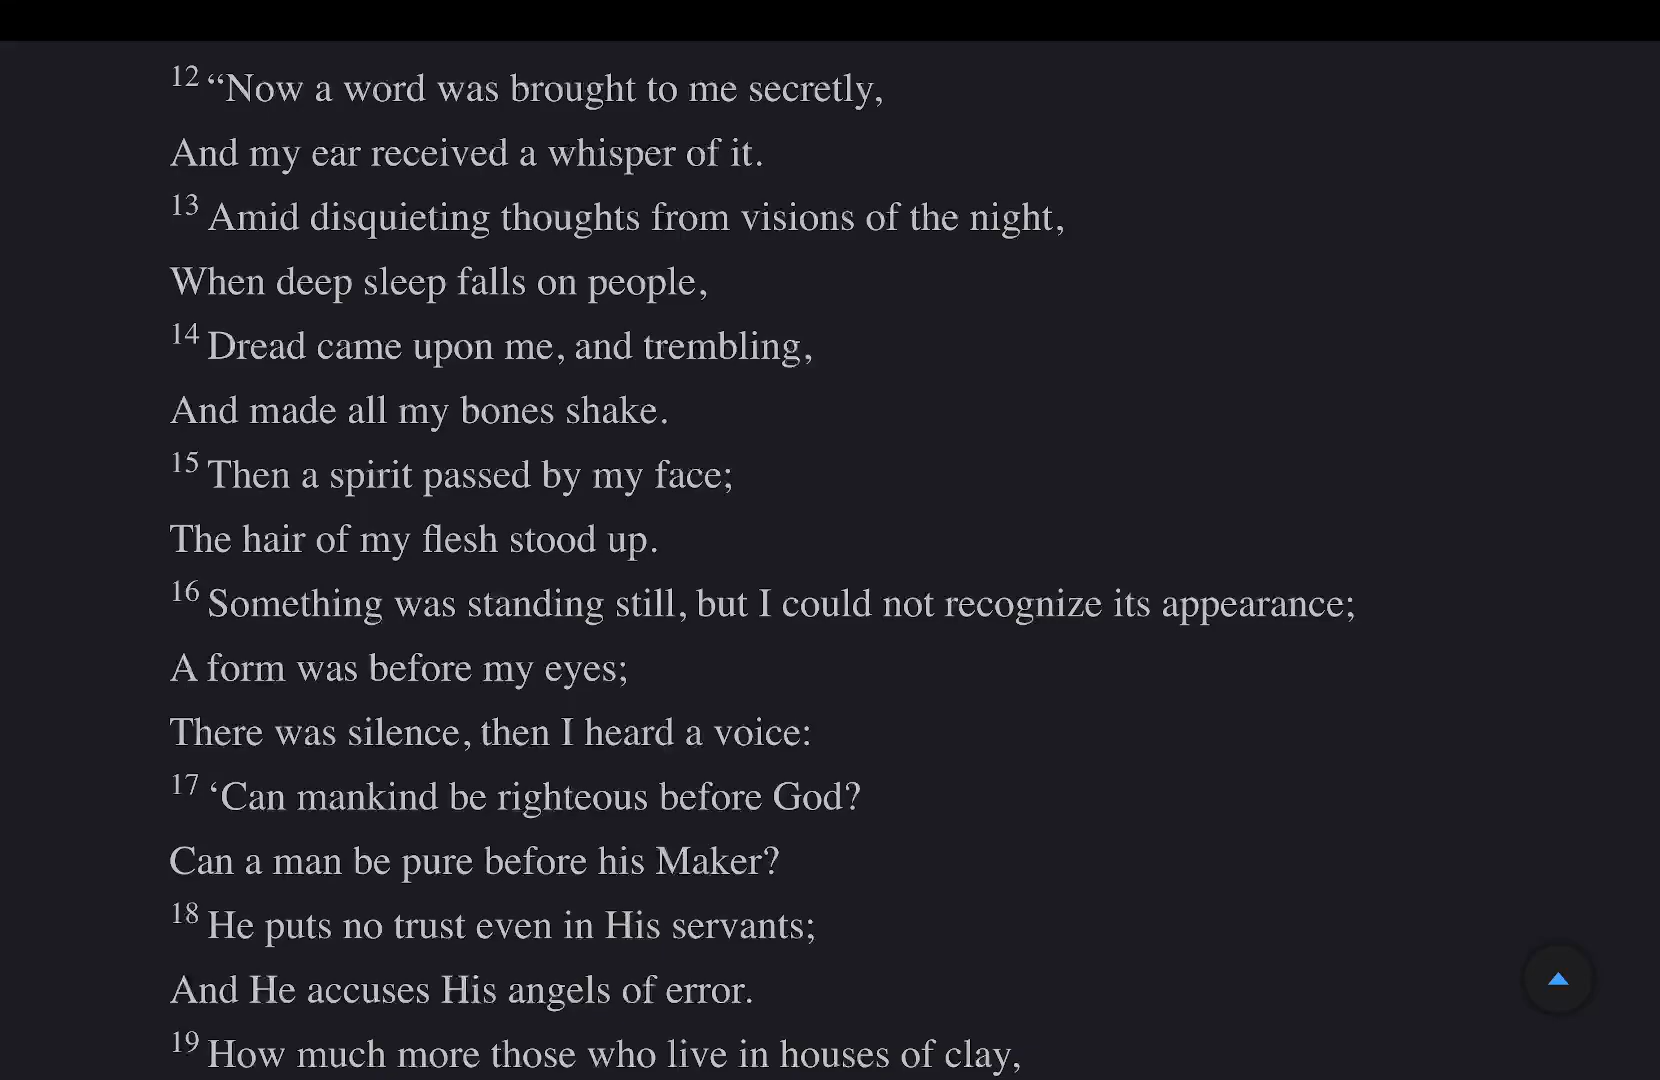 12 “Now a word was brought to me secretly,
And my ear received a whisper of it.
13 Amid disquieting thoughts from visions of the night,
When deep sleep falls on people,
14 Dread came upon me, and trembling,
And made all my bones shake.
15 Then a spirit passed by my face;
The hair of my flesh stood up.
16 Something was standing still, but I could not recognize its appearance;
A form was before my eyes;
There was silence, then I heard a voice:
17 ‘Can mankind be righteous before God?
Can a man be pure before his Maker?
18 He puts no trust even in His servants;
And He accuses His angels of error.
19 How much more those who live in houses of clay,